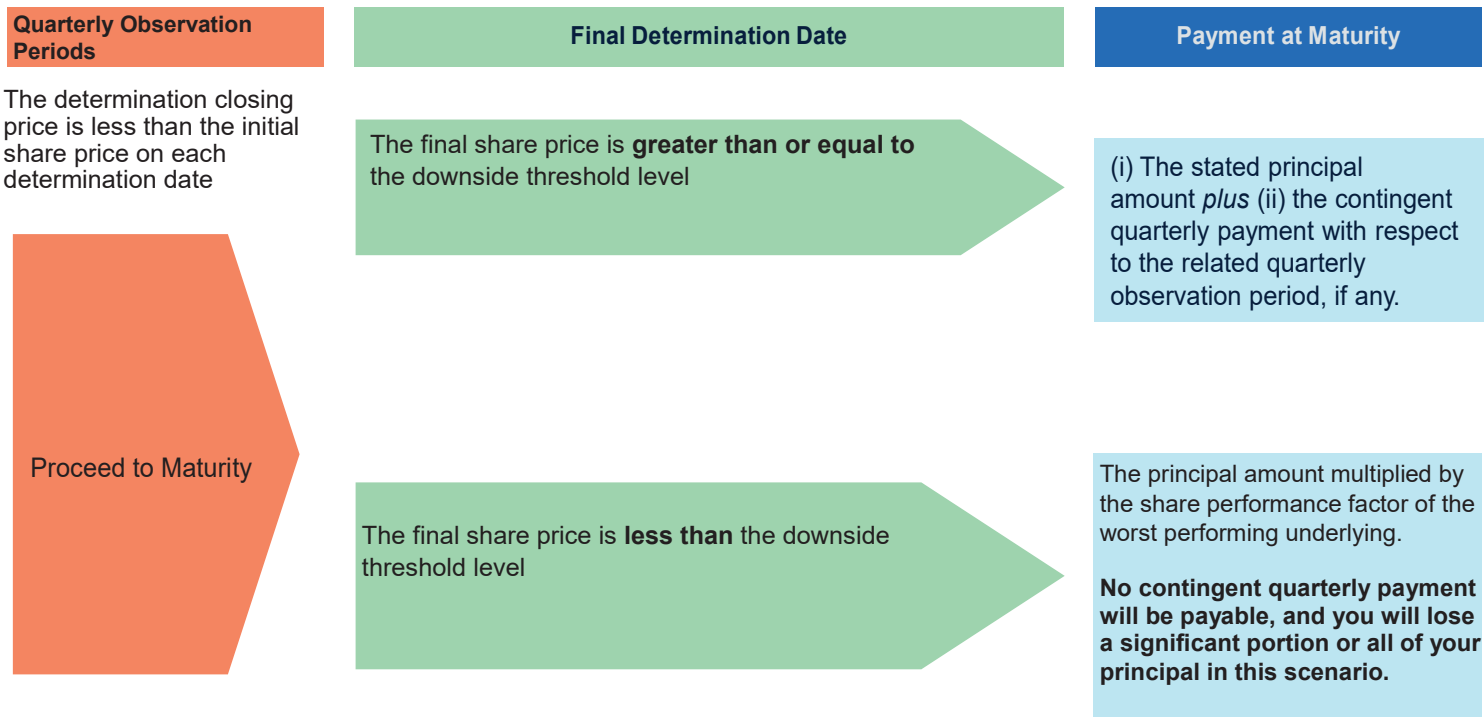 Quarterly Observation
Periods
Final Determination Date
Payment at Maturity
The determination closing
price is less than the initial
share price on each
determination date
The final share price is greater than or equal to
the downside threshold level
(i) The stated principal
amount plus (ii) the contingent
quarterly payment with respect
to the related quarterly
observation period, if any.
Proceed to Maturity
The final share price is less than the downside
threshold level
The principal amount multiplied by
the share performance factor of the
worst performing underlying.
No contingent quarterly payment
will be payable, and you will lose
a significant portion or all of your
principal in this scenario.